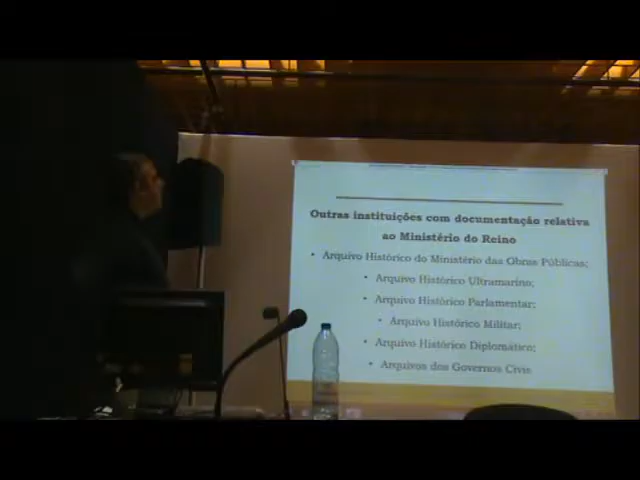 Outras instituições com documentação relativa
ao Ministério do Reino
• Arquivo Histórico do Ministério das Obras Públicas;
• Arquivo Histórico Ultramarino;
• Arquivo Histórico Parlamentar;
• Arquivo Histórico Militar;
• Arquivo Histórico Diplomático;
• Arquivos dos Governos Civis